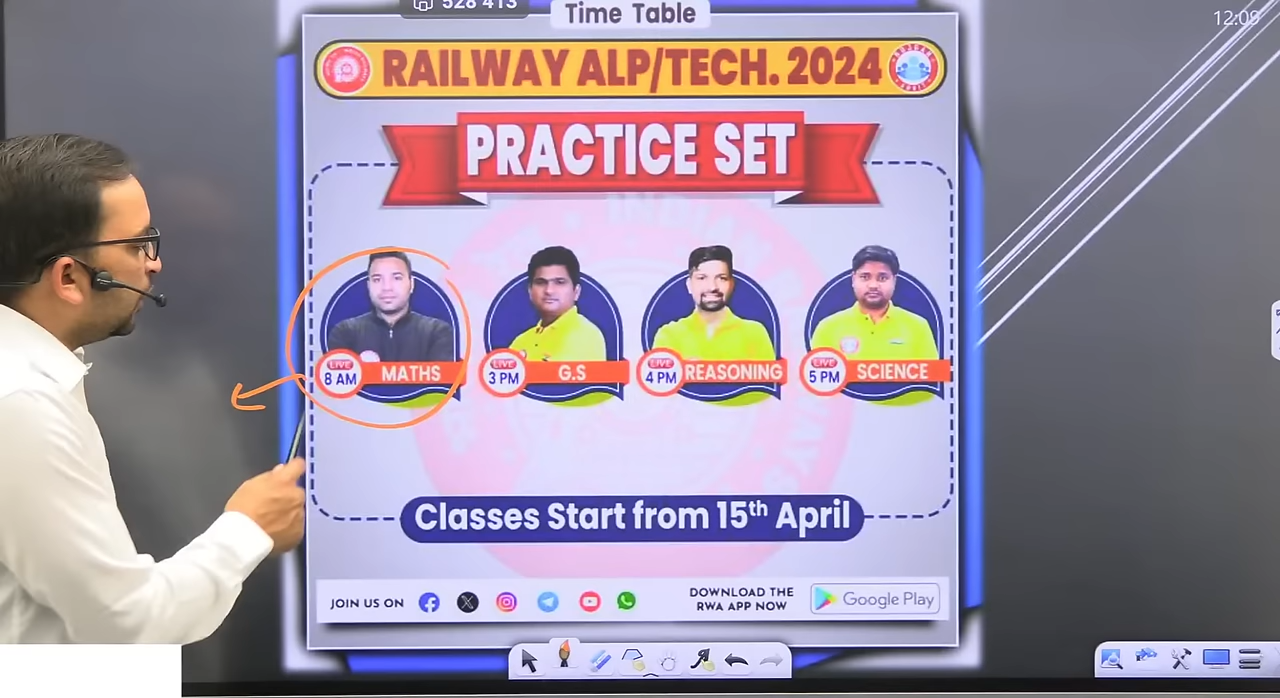 528 413
Time Table
12:09
RAILWAY ALP/TECH. 2024
PRACTICE SET
LIVE
8 AM
MATHS
LIVE
3 PM
G.S
LIVE
4 PM
REASONING
LIVE
5 PM
SCIENCE
Classes Start from 15th April
JOIN US ON
DOWNLOAD THE
RWA APP NOW
Google Play